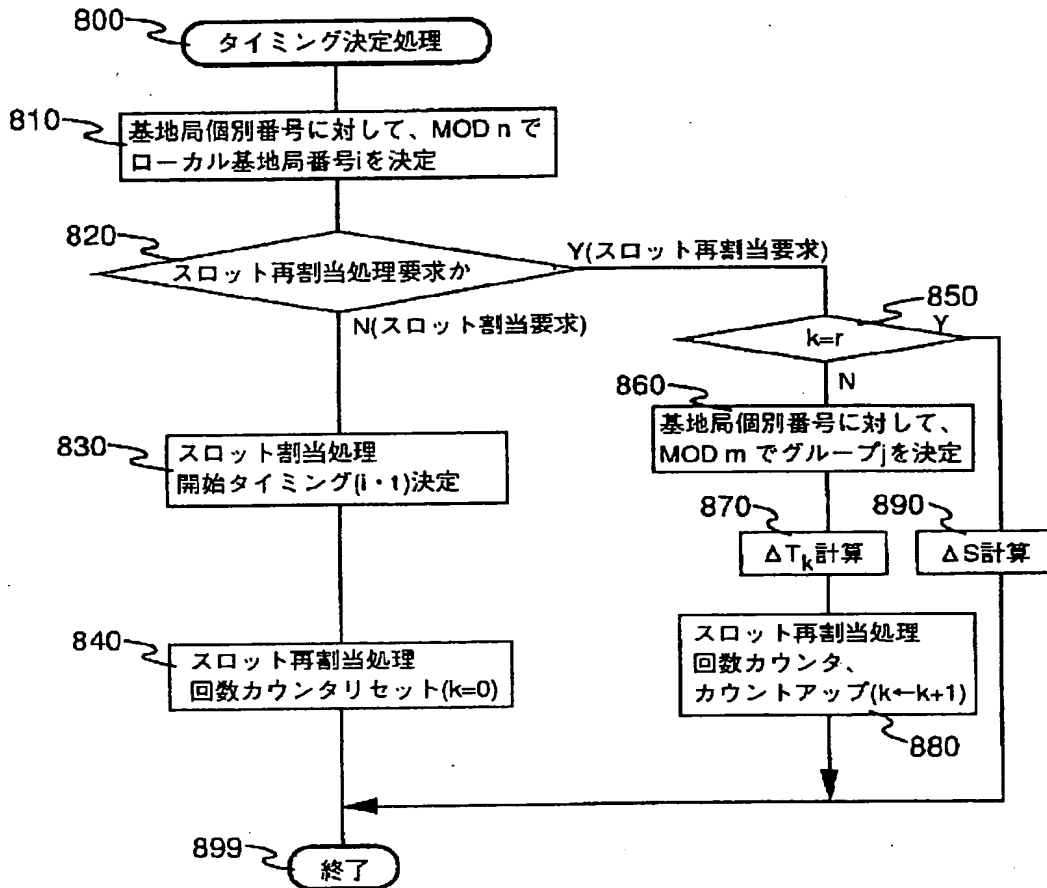 800
タイミング決定処理
810
基地局個別番号に対して、MOD n で
ローカル基地局番号iを決定
820
スロット再割当処理要求か
Y(スロット再割当要求)
N(スロット割当要求)
850
k=r
Y
N
860
基地局個別番号に対して、
MOD m でグループjを決定
830
スロット割当処理
開始タイミング(i・t)決定
870
ΔTk計算
890
ΔS計算
840
スロット再割当処理
回数カウンタリセット(k=0)
スロット再割当処理
回数カウンタ、
カウントアップ(k←k+1)
880
899
終了